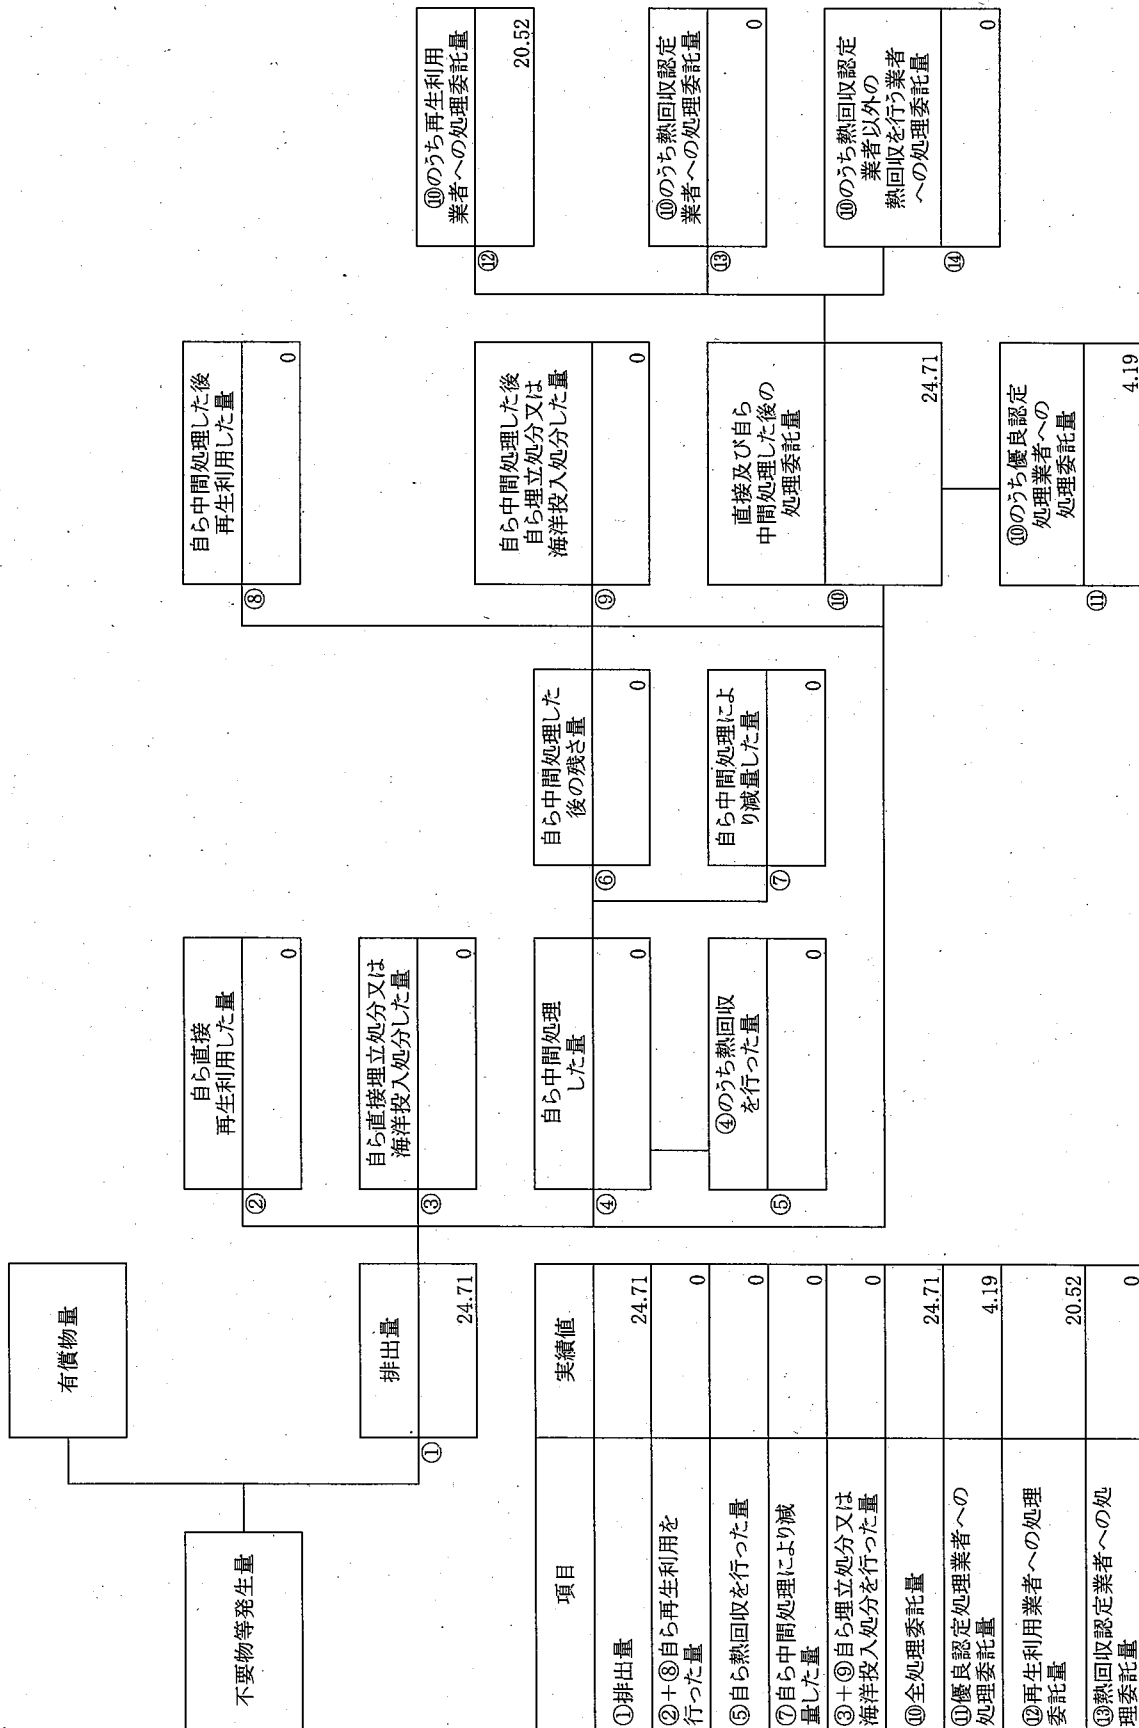 不要物等発生量
有償物量
①
排出量
24.71
②
自ら直接
再生利用した量
0
③
自ら直接埋立処分又は
海洋投入処分した量
0
④
自ら中間処理
した量
0
⑤
④のうち熱回収
を行った量
0
⑥
自ら中間処理した
後の残さ量
0
⑦
自ら中間処理によ
り減量した量
0
⑧
自ら中間処理した後
再生利用した量
0
⑨
自ら中間処理した後
自ら埋立処分又は
海洋投入処分した量
0
⑩
直接及び自ら
中間処理した後の
処理委託量
24.71
⑪
⑩のうち優良認定
処理業者への
処理委託量
4.19
⑫
⑩のうち再生利用
業者への処理委託量
20.52
⑬
⑩のうち熱回収認定
業者への処理委託量
0
⑭
⑩のうち熱回収認定
業者以外の
熱回収を行う業者
への処理委託量
0
項目 実績値
①排出量 24.71
②+⑧自ら再生利用を
行った量 0
⑤自ら熱回収を行った量 0
⑦自ら中間処理により減
量した量 0
③+⑨自ら埋立処分又は
海洋投入処分を行った量 0
⑩全処理委託量 24.71
⑪優良認定処理業者への
処理委託量 4.19
⑫再生利用業者への処理
委託量 20.52
⑬熱回収認定業者への処
理委託量 0